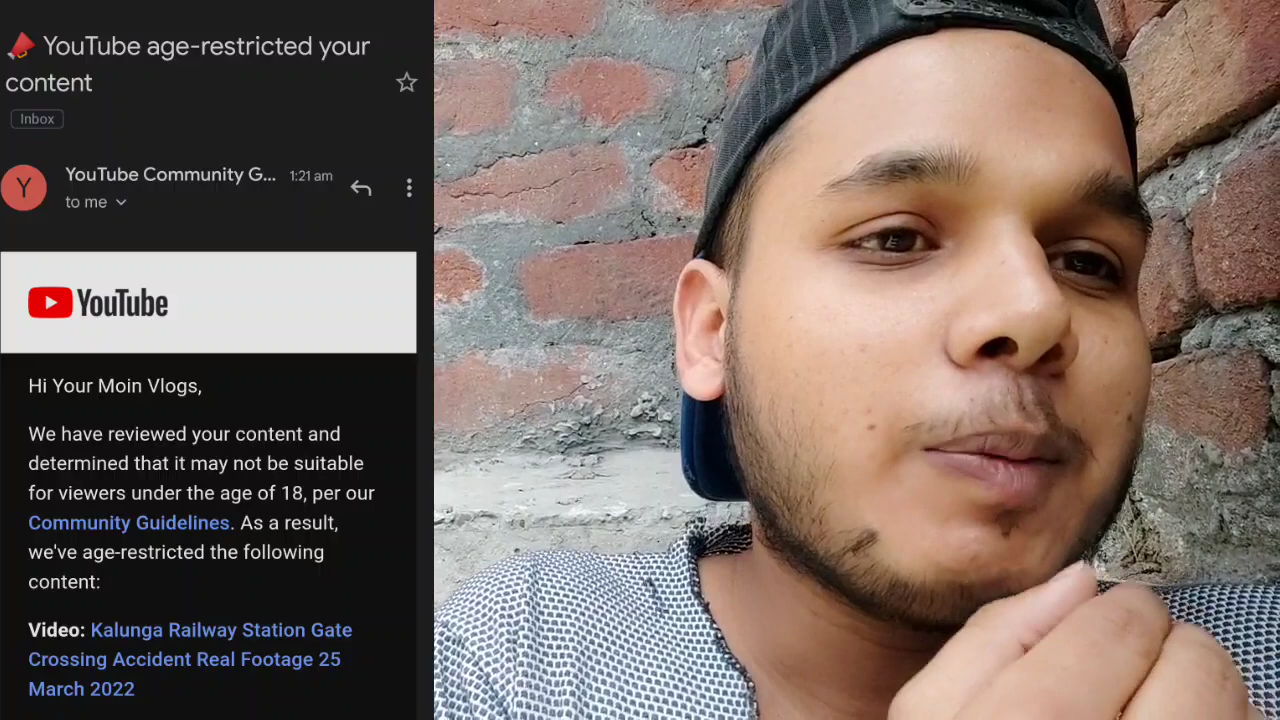 YouTube age-restricted your
content
Inbox
Y
YouTube Community G... 1:21 am
to me
YouTube
Hi Your Moin Vlogs,
We have reviewed your content and
determined that it may not be suitable
for viewers under the age of 18, per our
Community Guidelines. As a result,
we've age-restricted the following
content:
Video: Kalunga Railway Station Gate
Crossing Accident Real Footage 25
March 2022